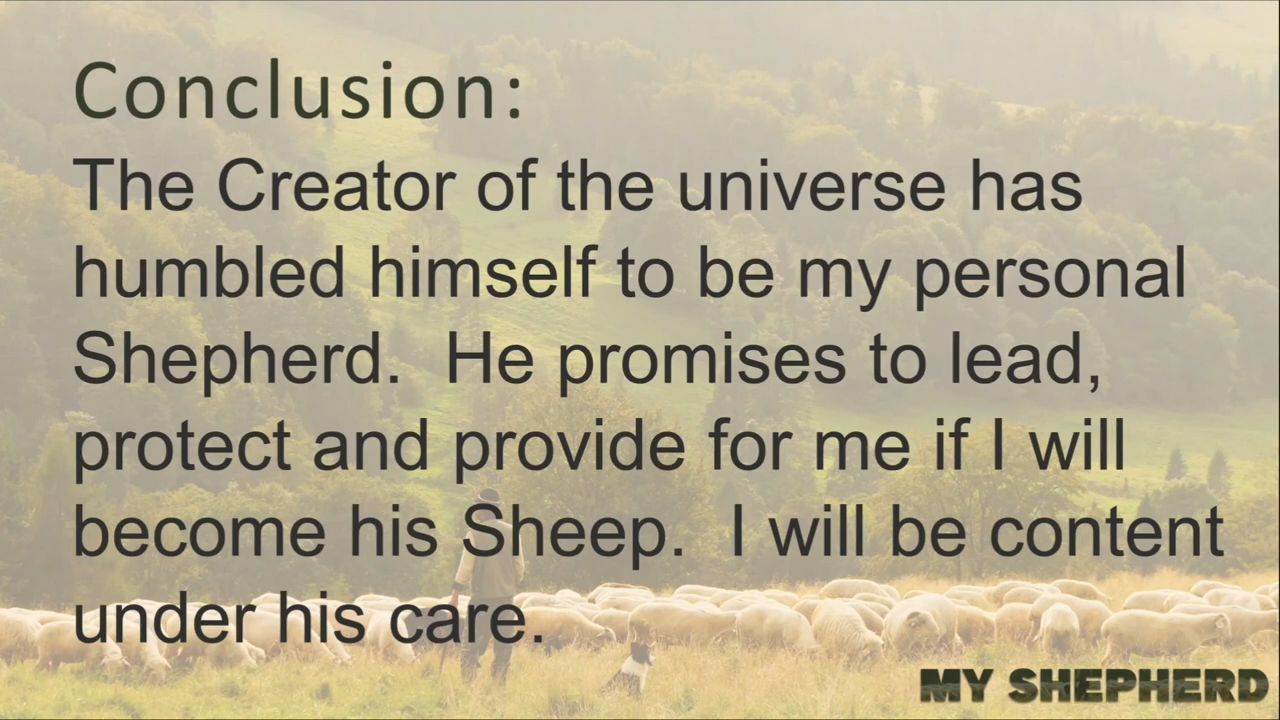 Conclusion:
The Creator of the universe has
humbled himself to be my personal
Shepherd.  He promises to lead,
protect and provide for me if I will
become his Sheep.  I will be content
under his care.
MY SHEPHERD